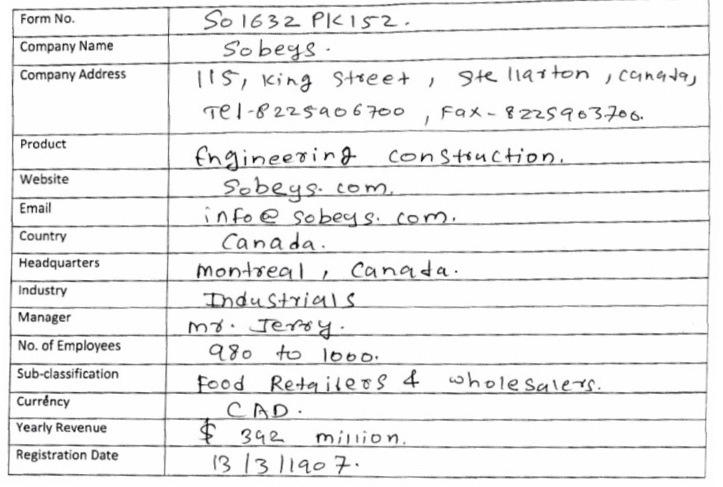 Form No. So1632PK152.
Company Name Sobeys.
Company Address 115, King Street, Stellarton, Canada,
Tel-8225906700, Fax-8225903706.
Product Engineering construction.
Website Sobeys.com.
Email info@sobeys.com.
Country Canada.
Headquarters montreal, Canada.
Industry Industrials
Manager mr. Jerry.
No. of Employees 980 to 1000.
Sub-classification Food Retailers & wholesalers.
Currency CAD.
Yearly Revenue $ 392 million.
Registration Date 13/3/1907.